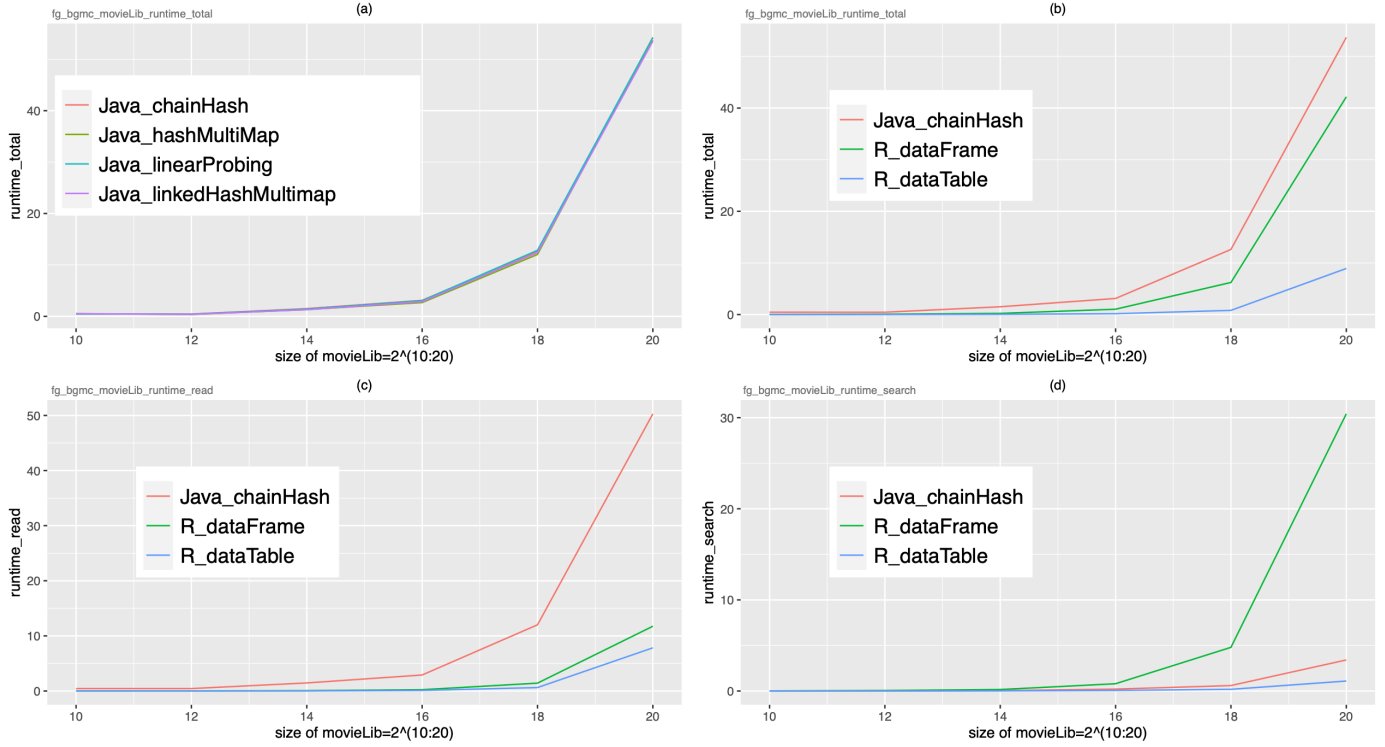 fg_bgmc_movieLib_runtime_total
(a)
runtime_total
40
20
0
Java_chainHash
Java_hashMultiMap
Java_linearProbing
Java_linkedHashMultimap
10 12 14 16 18 20
size of movieLib=2^(10:20)
fg_bgmc_movieLib_runtime_total
(b)
runtime_total
40
20
0
Java_chainHash
R_dataFrame
R_dataTable
10 12 14 16 18 20
size of movieLib=2^(10:20)
fg_bgmc_movieLib_runtime_read
(c)
runtime_read
50
40
30
20
10
0
Java_chainHash
R_dataFrame
R_dataTable
10 12 14 16 18 20
size of movieLib=2^(10:20)
fg_bgmc_movieLib_runtime_search
(d)
runtime_search
30
20
10
0
Java_chainHash
R_dataFrame
R_dataTable
10 12 14 16 18 20
size of movieLib=2^(10:20)